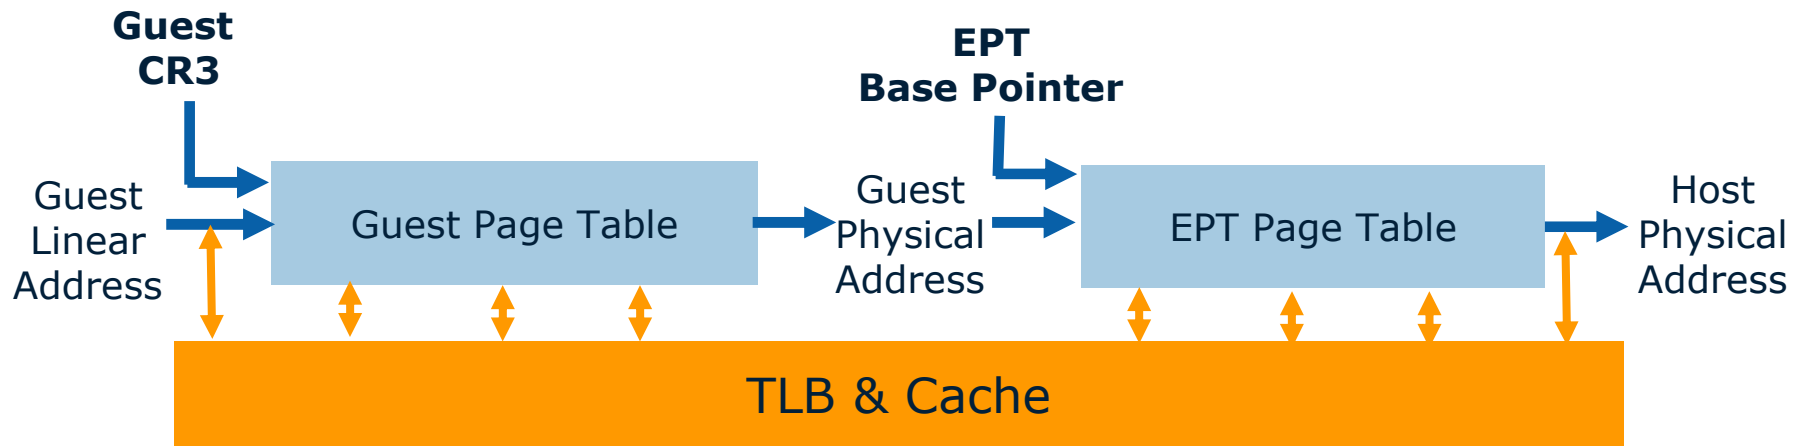 Guest
CR3
EPT
Base Pointer
Guest
Linear
Address
Guest Page Table
Guest
Physical
Address
EPT Page Table
Host
Physical
Address
TLB & Cache